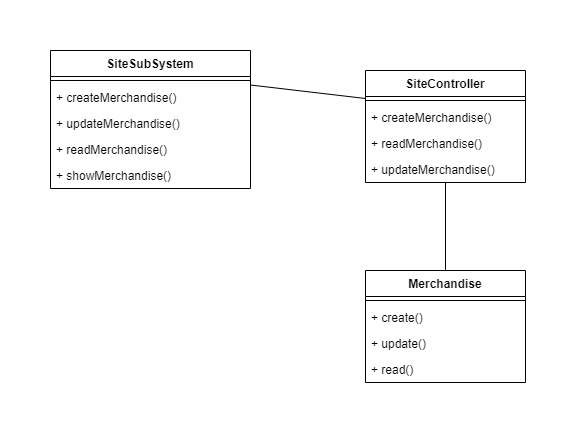 SiteSubSystem
+ createMerchandise()
+ updateMerchandise()
+ readMerchandise()
+ showMerchandise()
SiteController
+ createMerchandise()
+ readMerchandise()
+ updateMerchandise()
Merchandise
+ create()
+ update()
+ read()